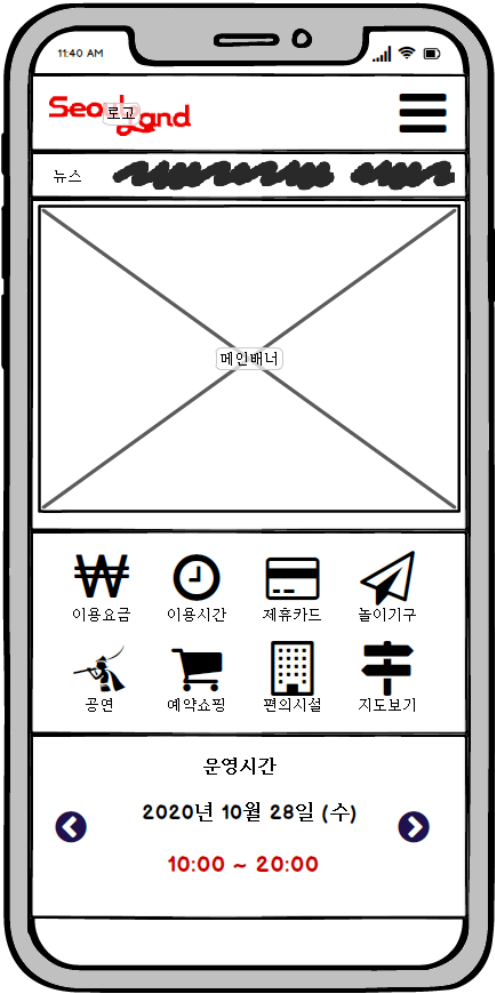 11:40 AM
Seoul Land
로고
뉴스
메인배너
이용요금 이용시간 제휴카드 놀이기구
공연 예약쇼핑 편의시설 지도보기
운영시간
2020년 10월 28일 (수)
10:00 ~ 20:00